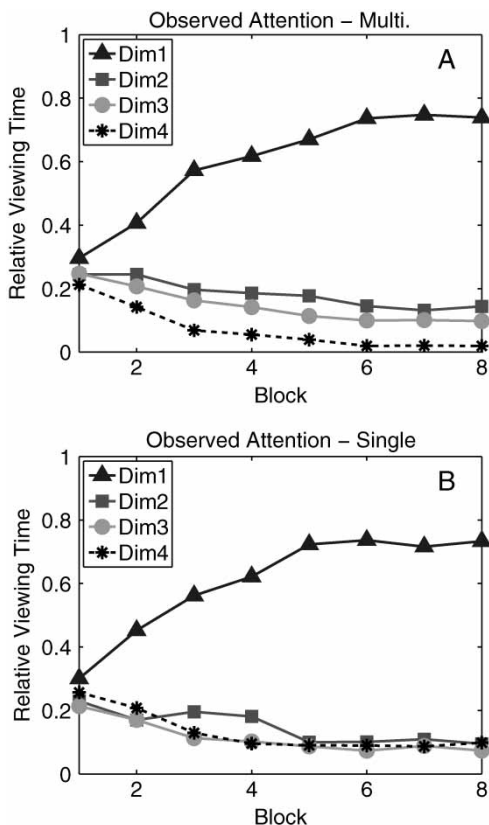 Observed Attention – Multi.
A
Dim1
Dim2
Dim3
Dim4
Relative Viewing Time
1
0.8
0.6
0.4
0.2
0
2
4
6
8
Block
Observed Attention – Single
B
Dim1
Dim2
Dim3
Dim4
Relative Viewing Time
1
0.8
0.6
0.4
0.2
0
2
4
6
8
Block